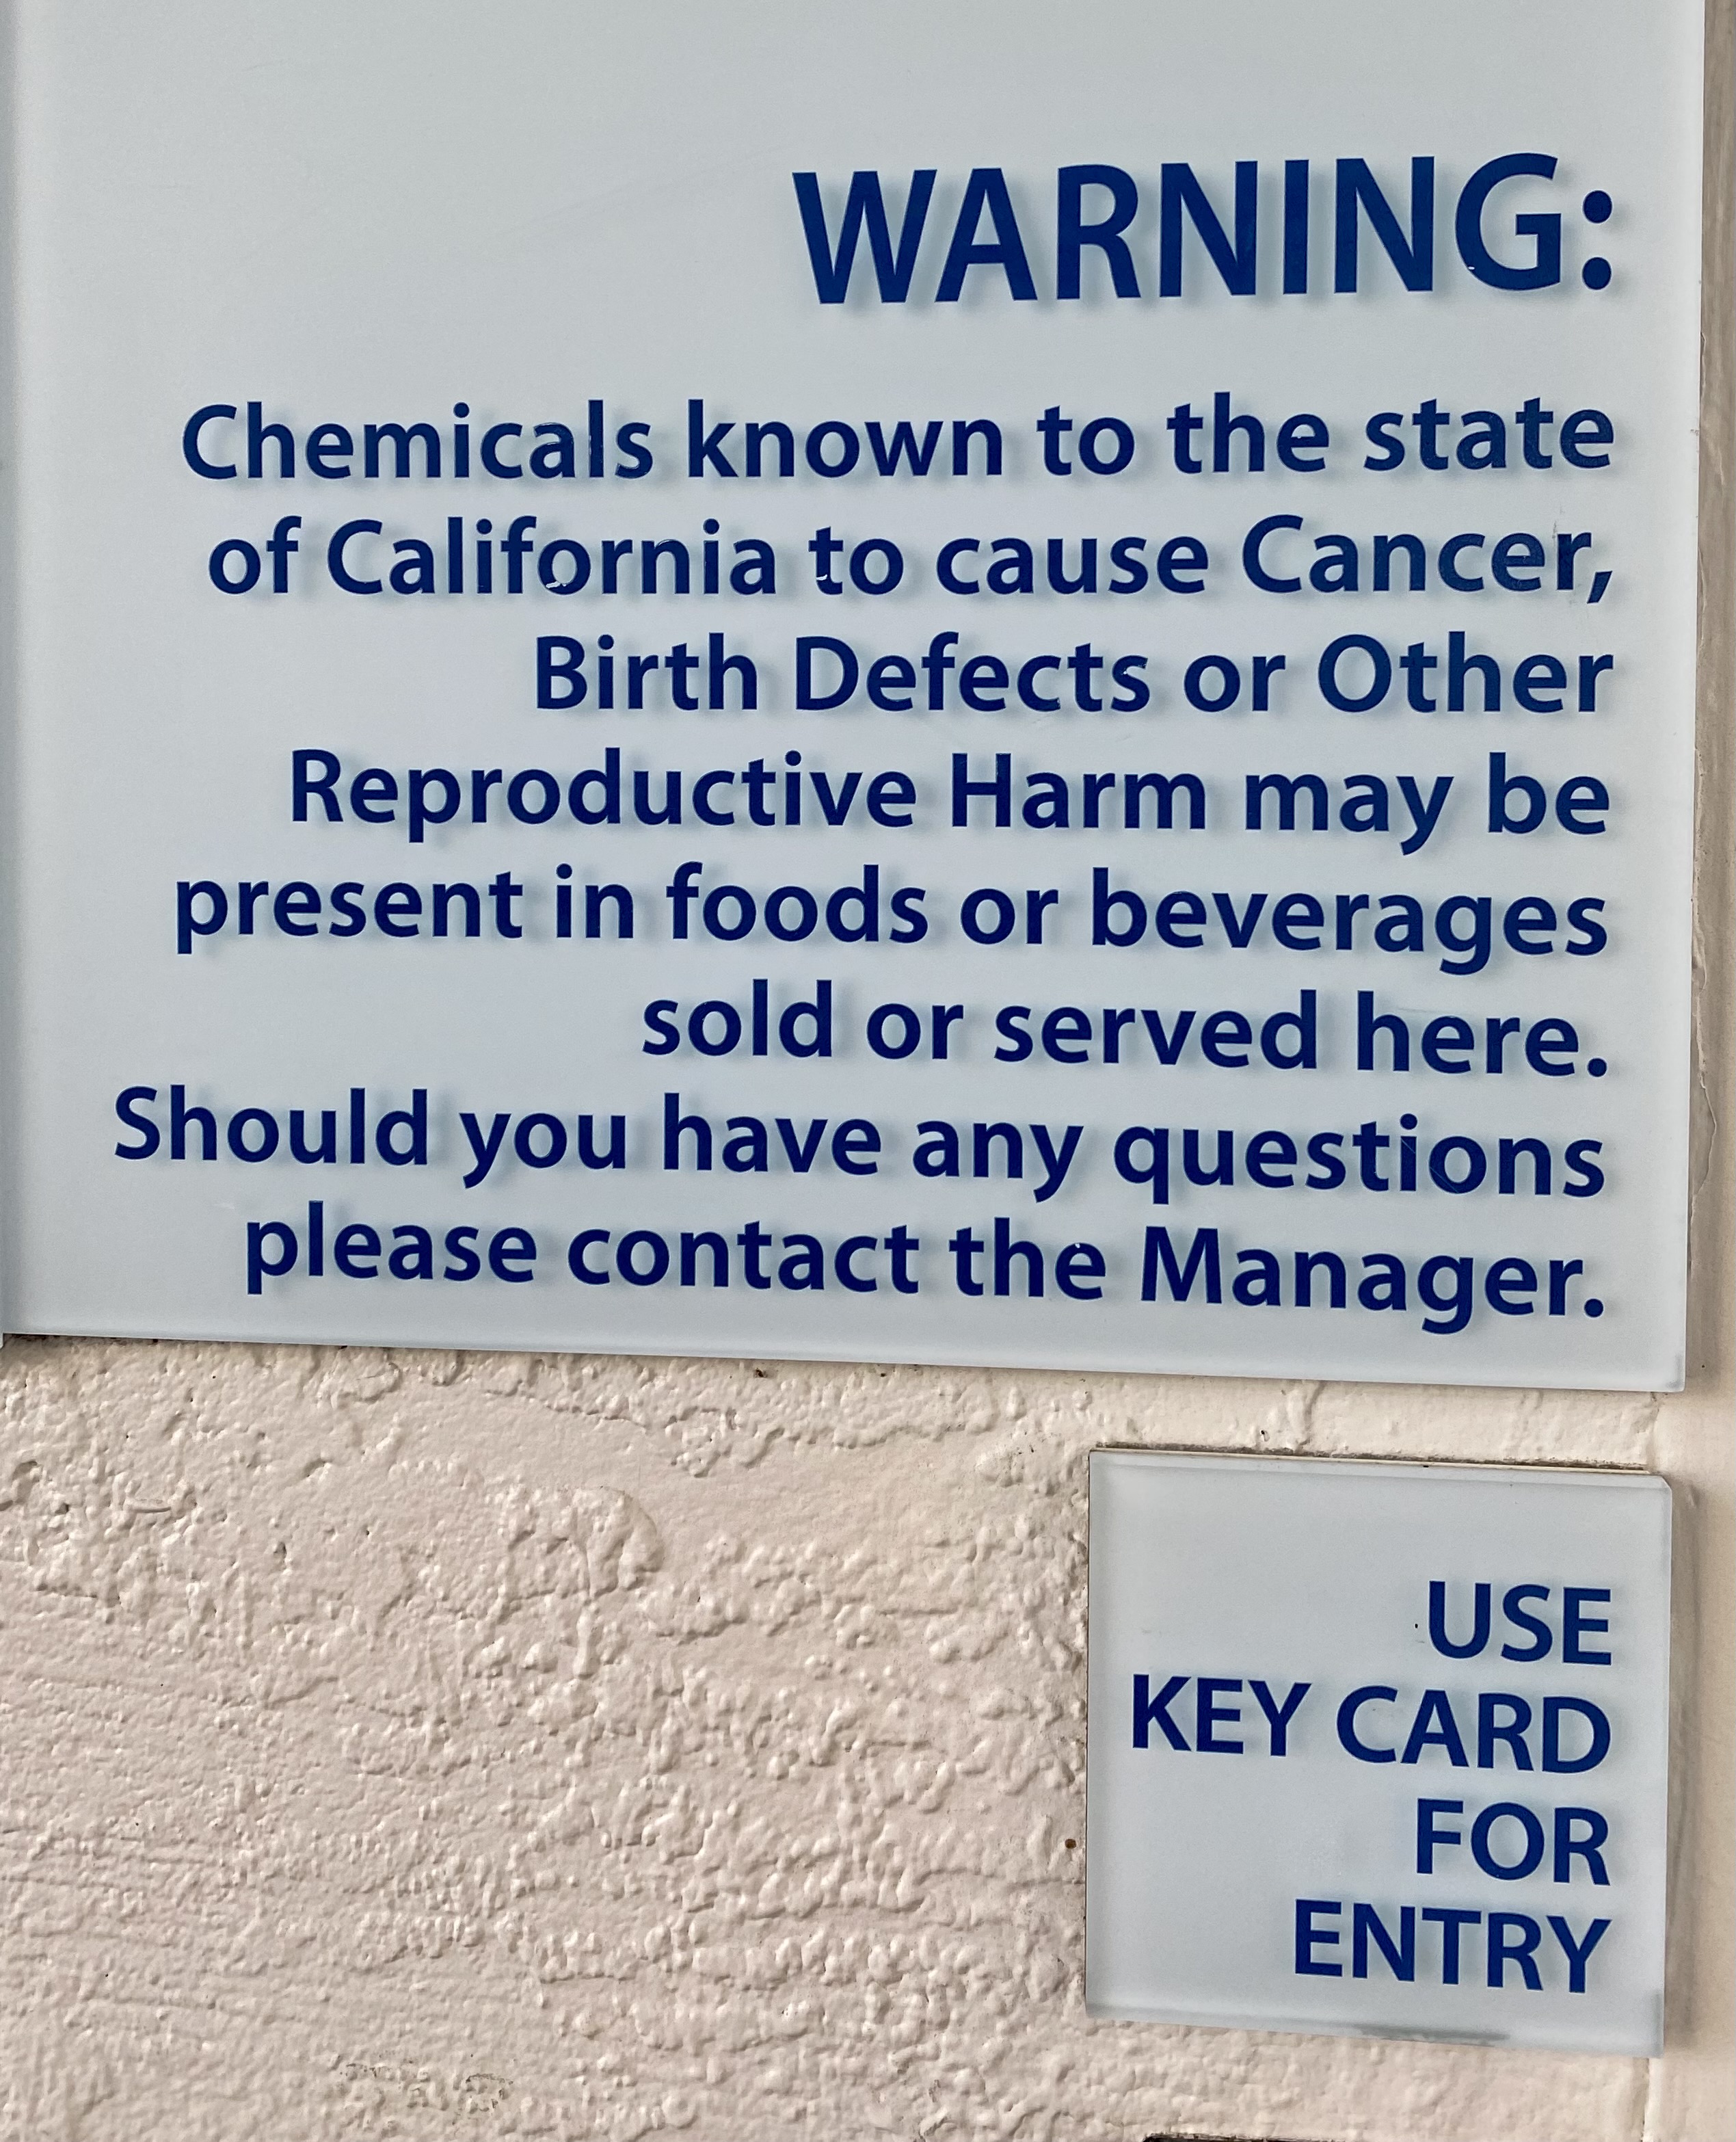 WARNING:
Chemicals known to the state
of California to cause Cancer,
Birth Defects or Other
Reproductive Harm may be
present in foods or beverages
sold or served here.
Should you have any questions
please contact the Manager.
USE
KEY CARD
FOR
ENTRY